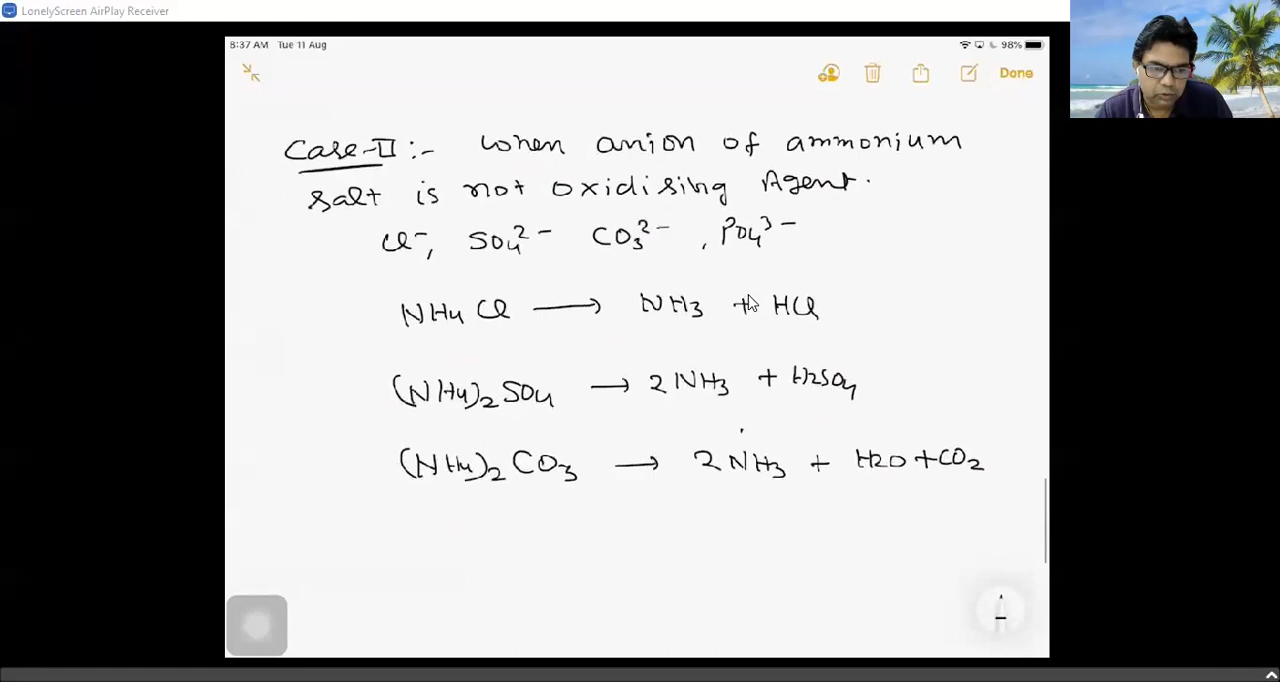 LonelyScreen AirPlay Receiver
8:37 AM Tue 11 Aug 98%
Done
Case-II :- When anion of ammonium
salt is not oxidising Agent.
Cl⁻, SO₄²⁻ CO₃²⁻, PO₄³⁻
NH₄Cl ⟶ NH₃ + HCl
(NH₄)₂SO₄ → 2NH₃ + H₂SO₄
(NH₄)₂CO₃ → 2NH₃ + H₂O + CO₂